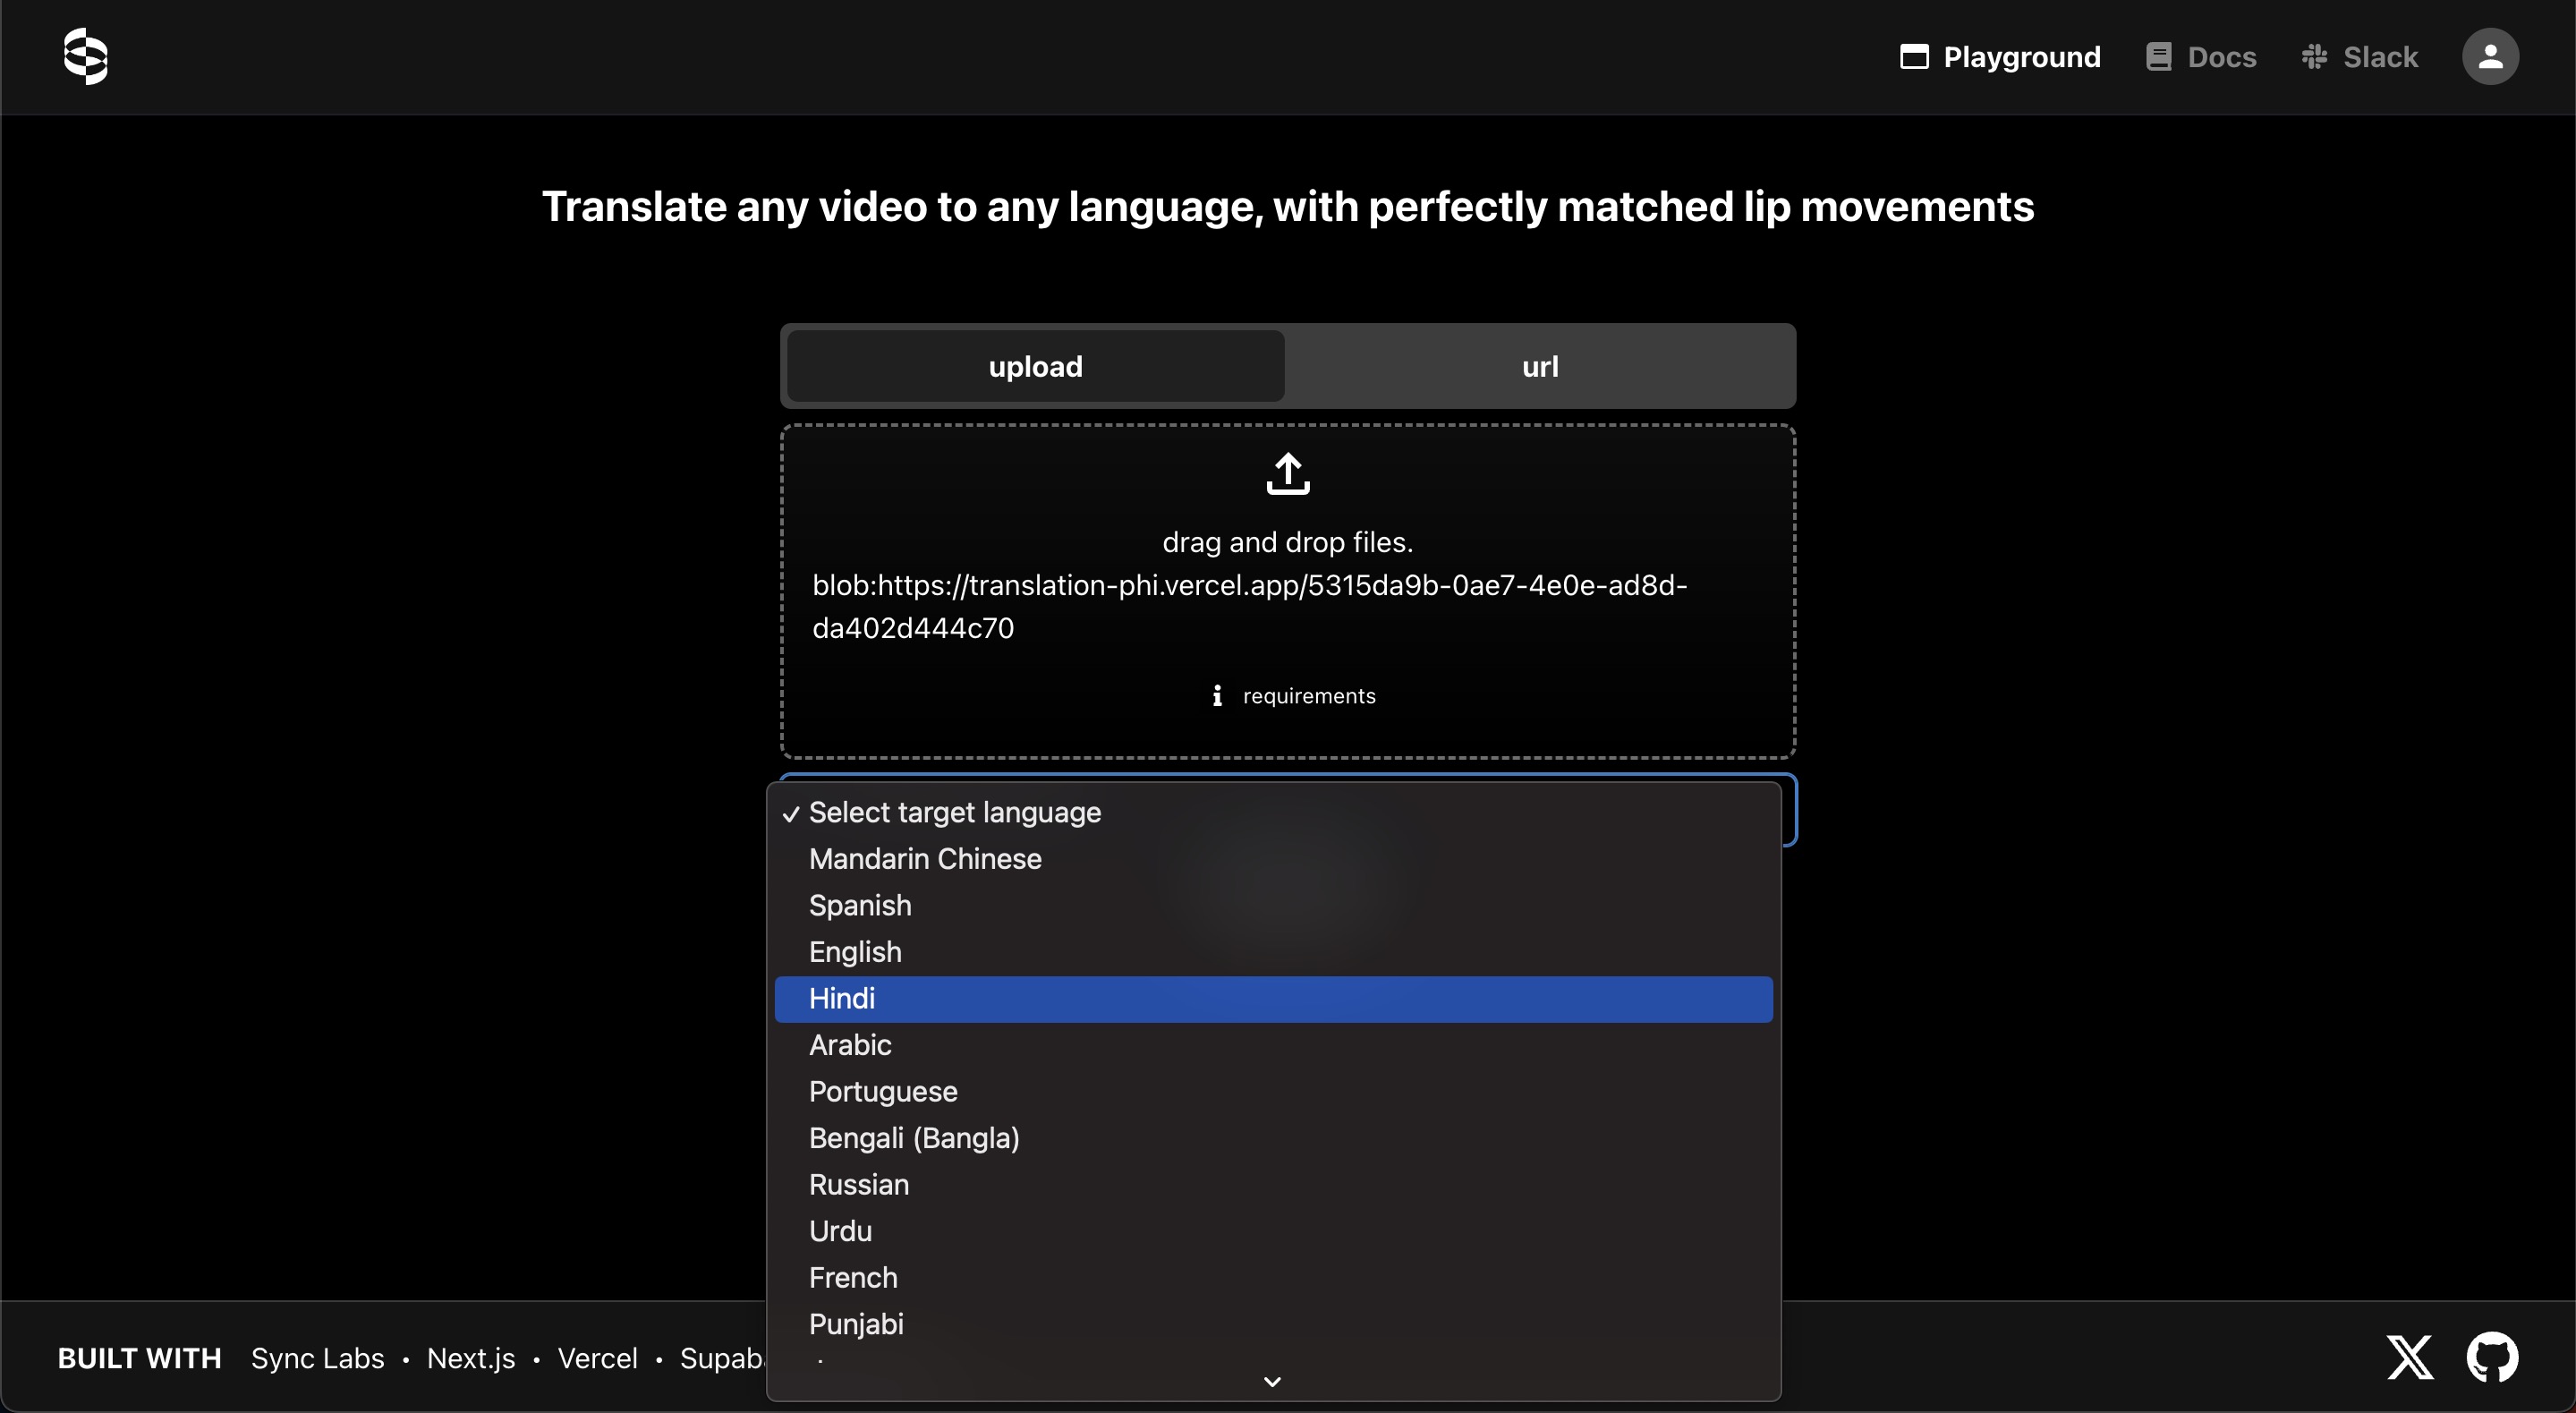 Playground
Docs
Slack
Translate any video to any language, with perfectly matched lip movements
upload
url
drag and drop files.
blob:https://translation-phi.vercel.app/5315da9b-0ae7-4e0e-ad8d-
da402d444c70
requirements
Select target language
Mandarin Chinese
Spanish
English
Hindi
Arabic
Portuguese
Bengali (Bangla)
Russian
Urdu
French
Punjabi
BUILT WITH Sync Labs • Next.js • Vercel •